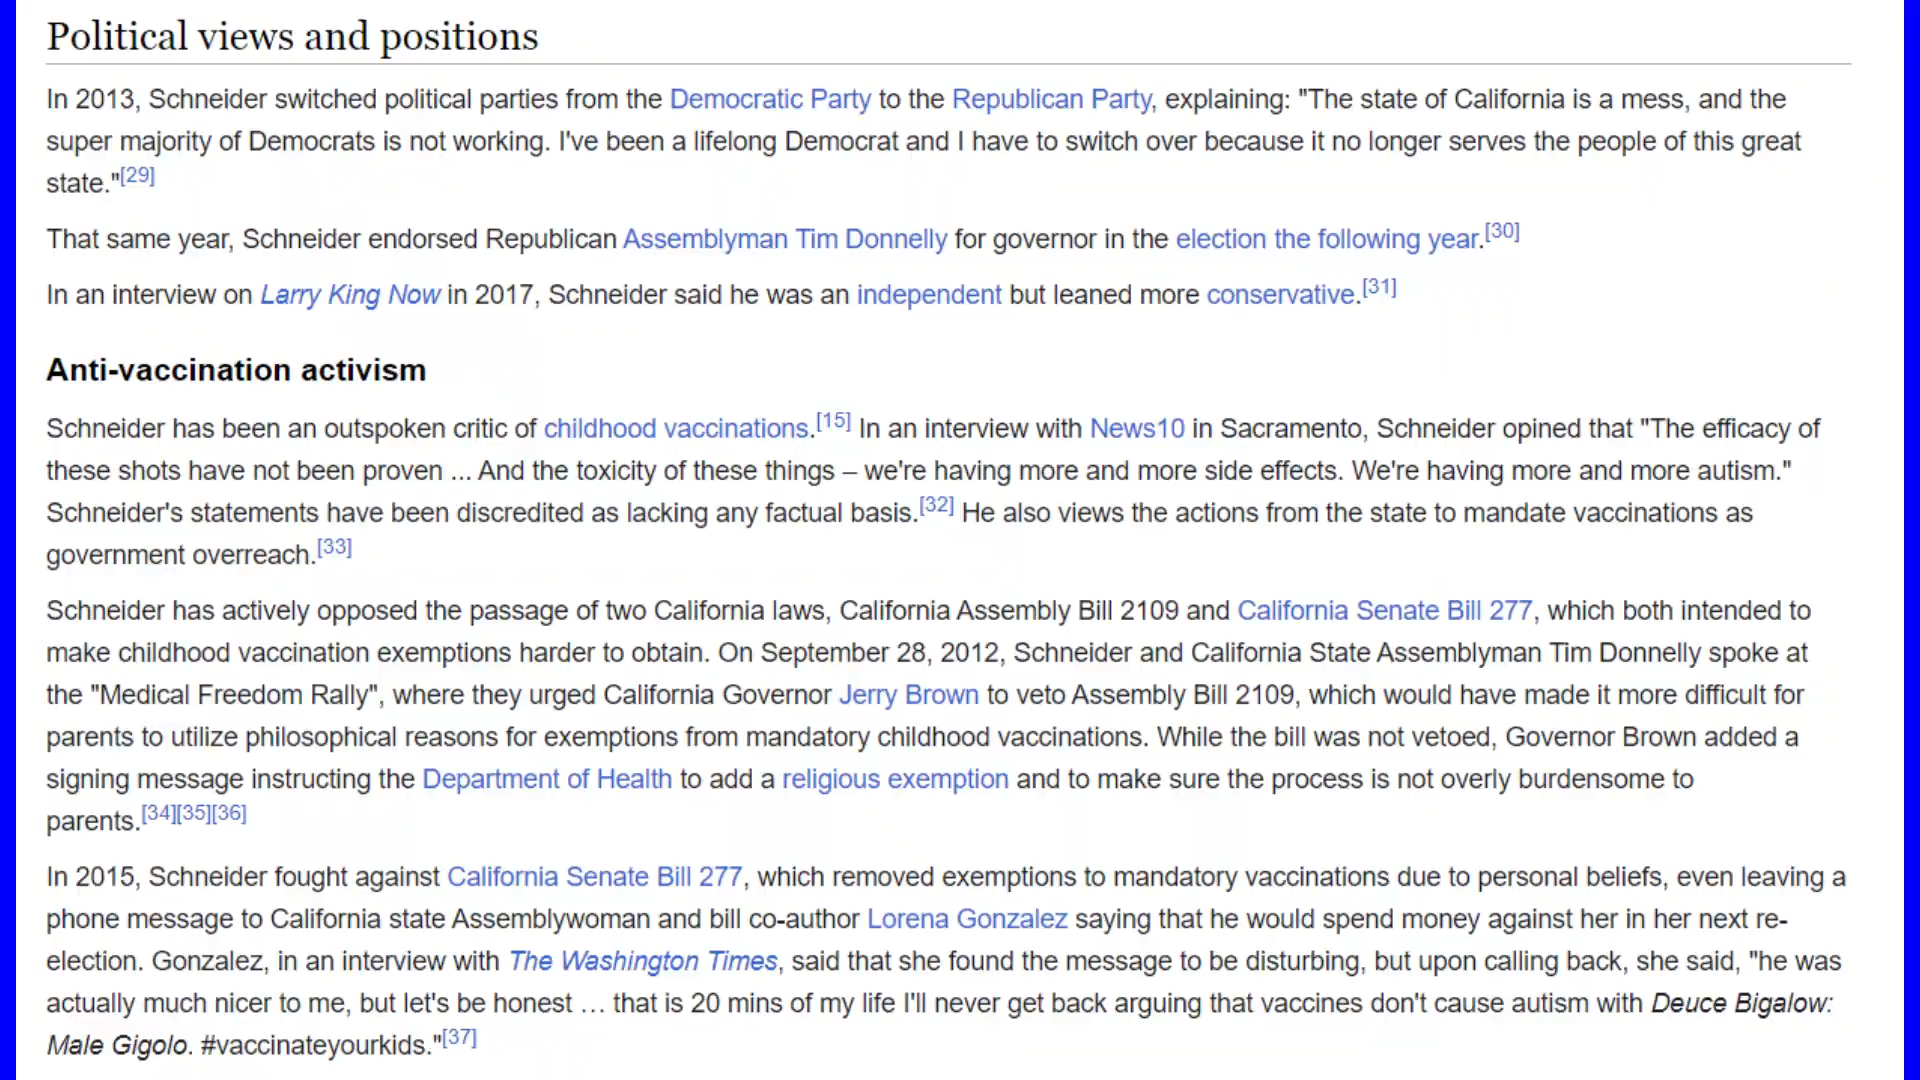 Political views and positions
In 2013, Schneider switched political parties from the Democratic Party to the Republican Party, explaining: "The state of California is a mess, and the
super majority of Democrats is not working. I've been a lifelong Democrat and I have to switch over because it no longer serves the people of this great
state."[29]
That same year, Schneider endorsed Republican Assemblyman Tim Donnelly for governor in the election the following year.[30]
In an interview on Larry King Now in 2017, Schneider said he was an independent but leaned more conservative.[31]
Anti-vaccination activism
Schneider has been an outspoken critic of childhood vaccinations.[15] In an interview with News10 in Sacramento, Schneider opined that "The efficacy of
these shots have not been proven ... And the toxicity of these things – we're having more and more side effects. We're having more and more autism."
Schneider's statements have been discredited as lacking any factual basis.[32] He also views the actions from the state to mandate vaccinations as
government overreach.[33]
Schneider has actively opposed the passage of two California laws, California Assembly Bill 2109 and California Senate Bill 277, which both intended to
make childhood vaccination exemptions harder to obtain. On September 28, 2012, Schneider and California State Assemblyman Tim Donnelly spoke at
the "Medical Freedom Rally", where they urged California Governor Jerry Brown to veto Assembly Bill 2109, which would have made it more difficult for
parents to utilize philosophical reasons for exemptions from mandatory childhood vaccinations. While the bill was not vetoed, Governor Brown added a
signing message instructing the Department of Health to add a religious exemption and to make sure the process is not overly burdensome to
parents.[34][35][36]
In 2015, Schneider fought against California Senate Bill 277, which removed exemptions to mandatory vaccinations due to personal beliefs, even leaving a
phone message to California state Assemblywoman and bill co-author Lorena Gonzalez saying that he would spend money against her in her next re-
election. Gonzalez, in an interview with The Washington Times, said that she found the message to be disturbing, but upon calling back, she said, "he was
actually much nicer to me, but let's be honest … that is 20 mins of my life I'll never get back arguing that vaccines don't cause autism with Deuce Bigalow:
Male Gigolo. #vaccinateyourkids."[37]